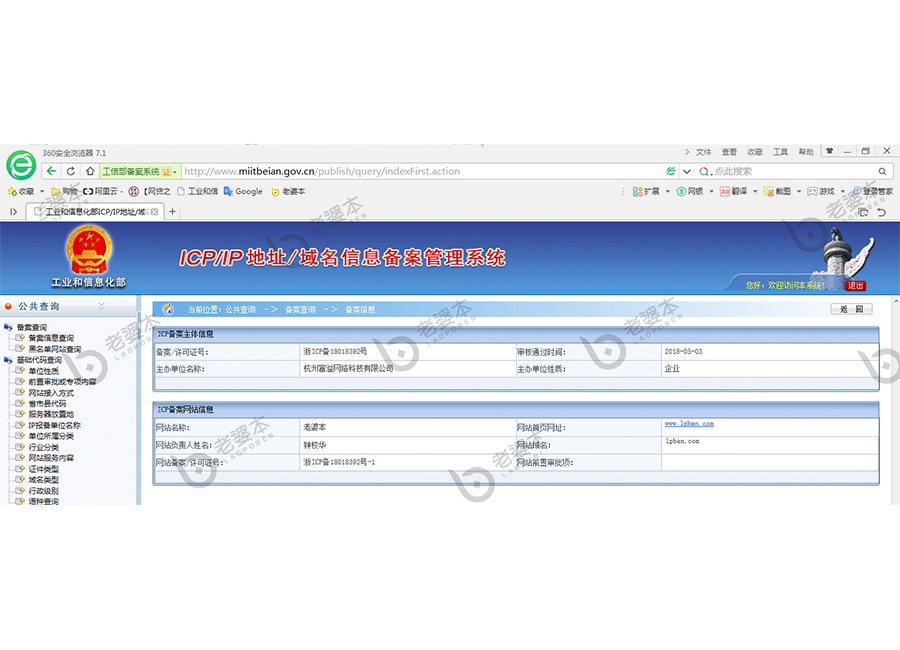 360安全浏览器 7.1
文件 查看 收藏 工具 帮助
工信部备案系统 证 http://www.miitbeian.gov.cn/publish/query/indexFirst.action 点此搜索
收藏 购物 阿里云 【网贷之 工业和信 Google 老婆本 扩展 网银 翻译 截图 游戏 登录管家
工业和信息化部ICP/IP地址/域
ICP/IP 地址/域名信息备案管理系统
工业和信息化部
您好，欢迎访问本系统! 退出
公共查询
当前位置: 公共查询 --> 备案查询 --> 备案信息
返 回
备案查询
备案信息查询
黑名单网站查询
基础代码查询
单位性质
前置审批或专项内容
网站接入方式
省市县代码
服务器放置地
IP报备单位名称
单位所属分类
行业分类
网站服务内容
证件类型
域名类型
行政级别
语种查询
ICP备案主体信息
备案/许可证号: 浙ICP备18018392号 审核通过时间: 2018-05-03
主办单位名称: 杭州富溢网络科技有限公司 主办单位性质: 企业
ICP备案网站信息
网站名称: 老婆本 网站首页网址: www.lpben.com
网站负责人姓名: 钟校华 网站域名: lpben.com
网站备案/许可证号: 浙ICP备18018392号-1 网站前置审批项:
老婆本
LAOPOBEN